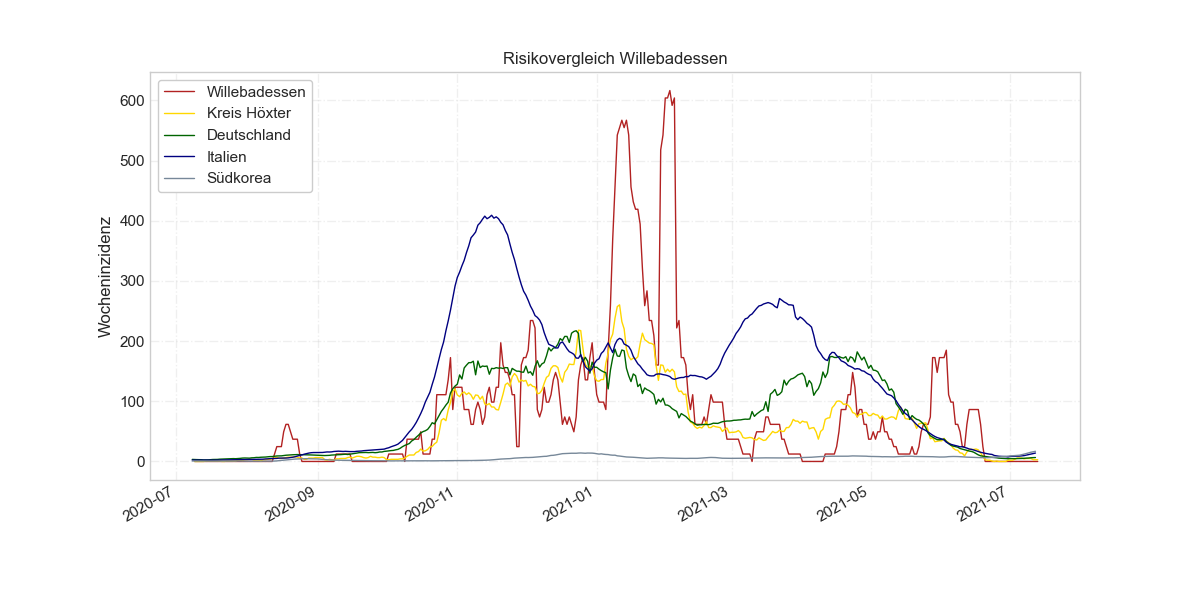 Risikovergleich Willebadessen
Willebadessen
Kreis Höxter
Deutschland
Italien
Südkorea
Wocheninzidenz
600
500
400
300
200
100
0
2020-07
2020-09
2020-11
2021-01
2021-03
2021-05
2021-07